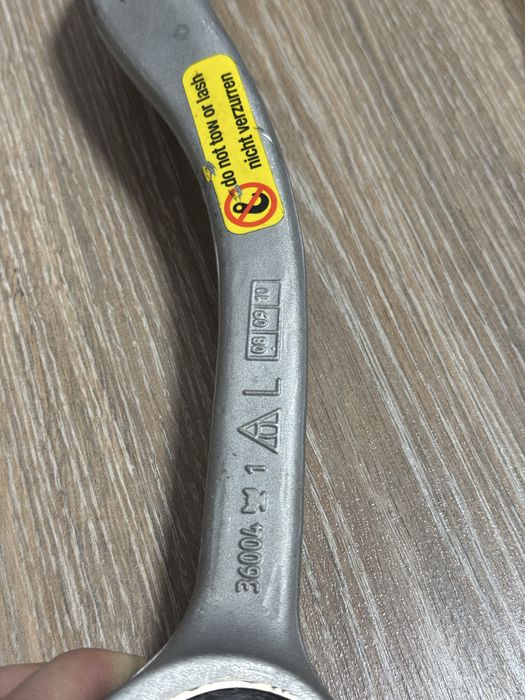 do not tow or lash
nicht verzurren
08 09 10
L
1
36004